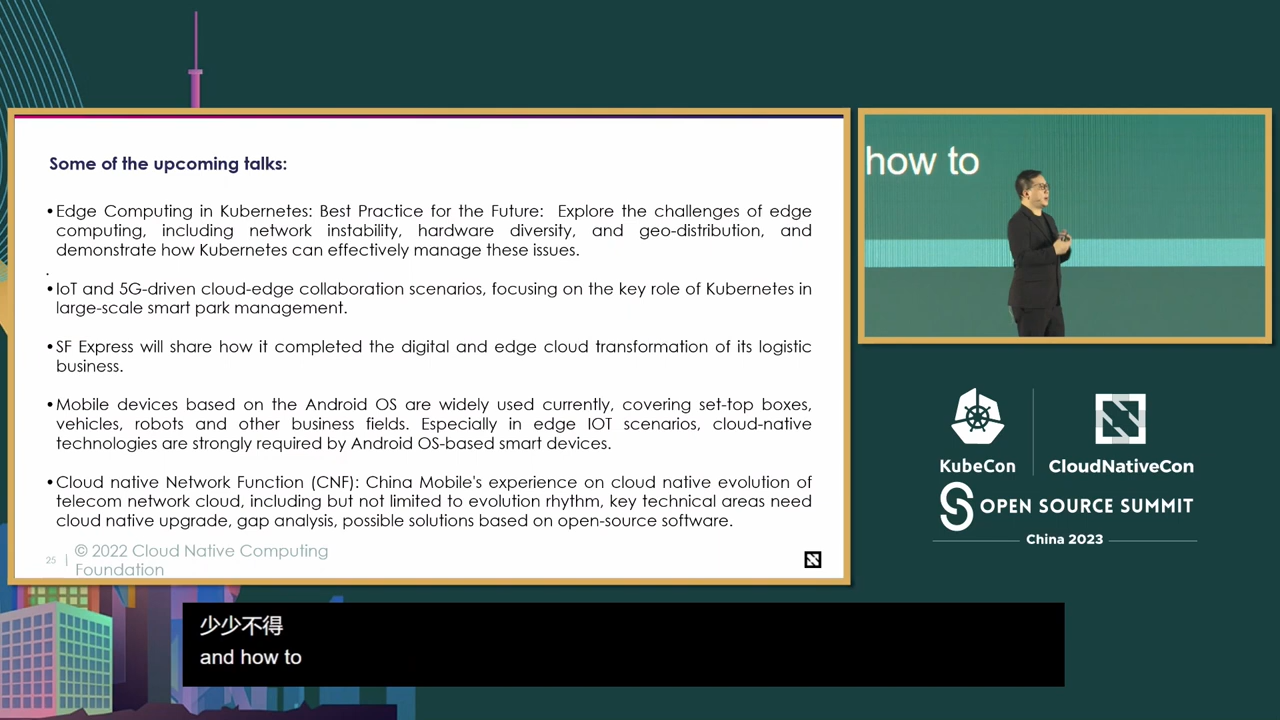 Some of the upcoming talks:
•Edge Computing in Kubernetes: Best Practice for the Future: Explore the challenges of edge
computing, including network instability, hardware diversity, and geo-distribution, and
demonstrate how Kubernetes can effectively manage these issues.
.
•IoT and 5G-driven cloud-edge collaboration scenarios, focusing on the key role of Kubernetes in
large-scale smart park management.
•SF Express will share how it completed the digital and edge cloud transformation of its logistic
business.
•Mobile devices based on the Android OS are widely used currently, covering set-top boxes,
vehicles, robots and other business fields. Especially in edge IOT scenarios, cloud-native
technologies are strongly required by Android OS-based smart devices.
•Cloud native Network Function (CNF): China Mobile's experience on cloud native evolution of
telecom network cloud, including but not limited to evolution rhythm, key technical areas need
cloud native upgrade, gap analysis, possible solutions based on open-source software.
25 | © 2022 Cloud Native Computing
Foundation
how to
KubeCon
CloudNativeCon
OPEN SOURCE SUMMIT
China 2023
少少不得
and how to